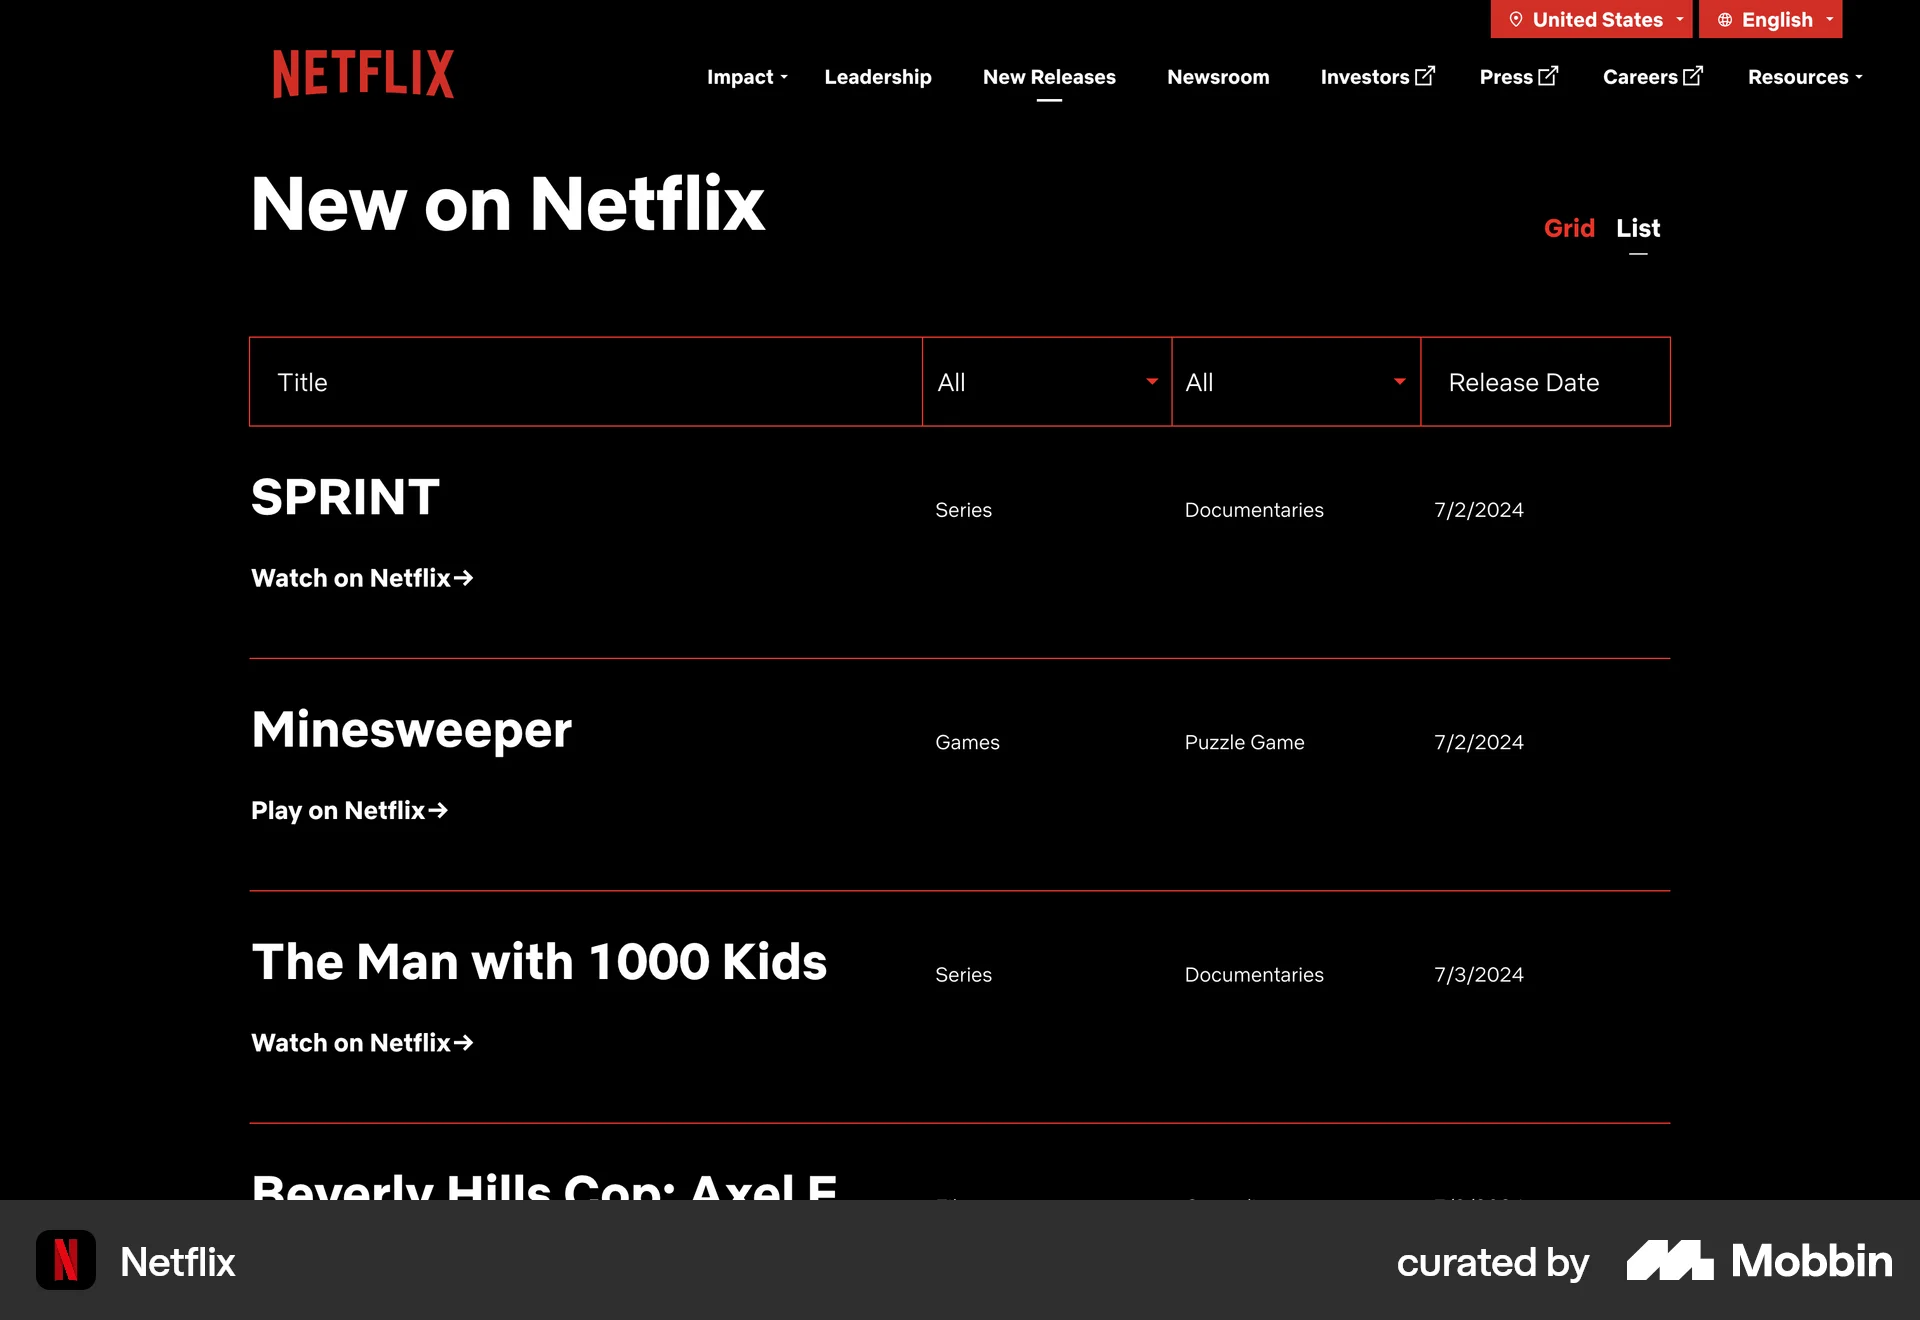 United States
English
NETFLIX
Impact
Leadership
New Releases
Newsroom
Investors
Press
Careers
Resources
New on Netflix
Grid
List
Title
All
All
Release Date
SPRINT
Series
Documentaries
7/2/2024
Watch on Netflix→
Minesweeper
Games
Puzzle Game
7/2/2024
Play on Netflix→
The Man with 1000 Kids
Series
Documentaries
7/3/2024
Watch on Netflix→
Beverly Hills Cop: Axel F
N
Netflix
curated by
Mobbin